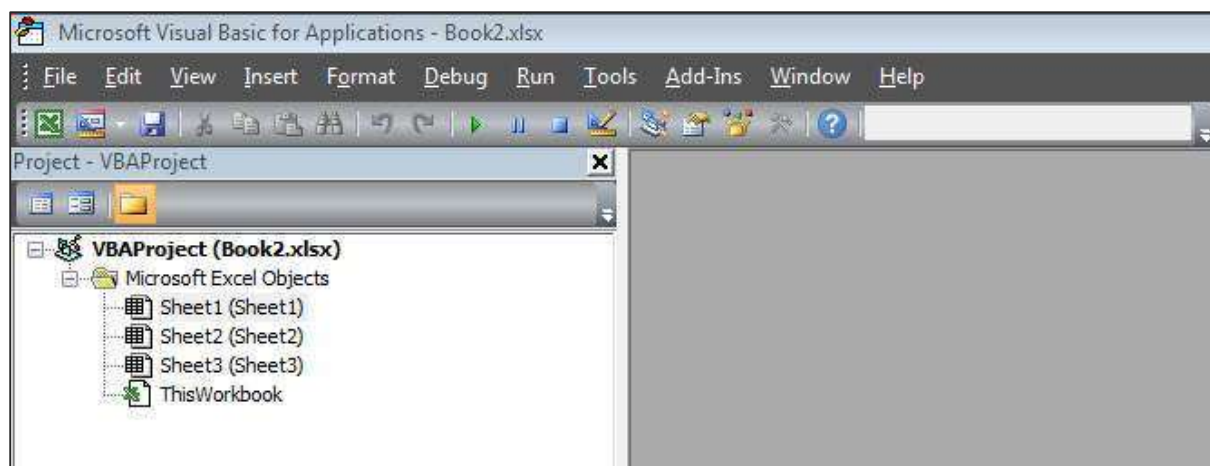 Microsoft Visual Basic for Applications - Book2.xlsx
File Edit View Insert Format Debug Run Tools Add-Ins Window Help
Project - VBAProject
VBAProject (Book2.xlsx)
Microsoft Excel Objects
Sheet1 (Sheet1)
Sheet2 (Sheet2)
Sheet3 (Sheet3)
ThisWorkbook